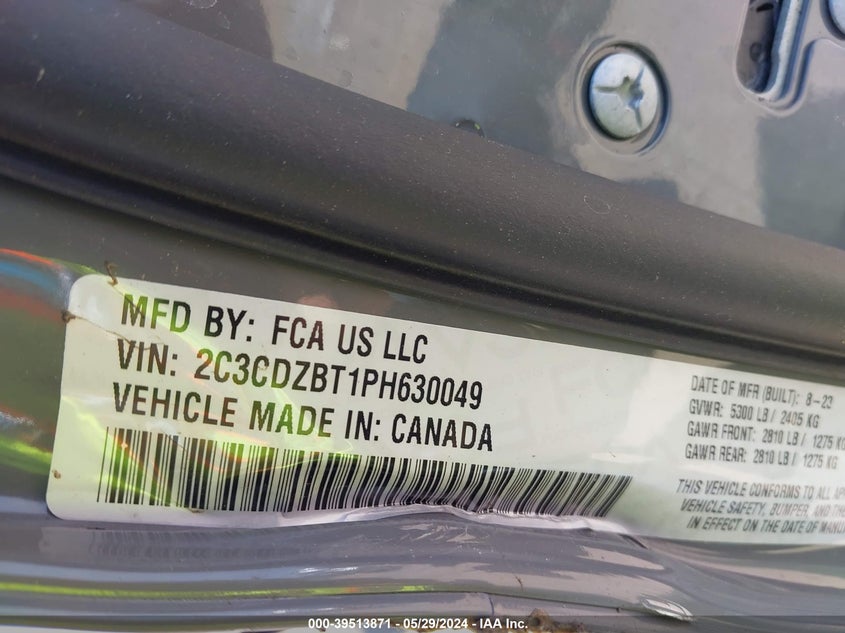 MFD BY: FCA US LLC
VIN: 2C3CDZBT1PH630049
VEHICLE MADE IN: CANADA
DATE OF MFR (BUILT): 8-23
GVWR: 5300 LB / 2405 KG
GAWR FRONT: 2810 LB / 1275 KG
GAWR REAR: 2810 LB / 1275 KG
THIS VEHICLE CONFORMS TO ALL
VEHICLE SAFETY, BUMPER, AND
IN EFFECT ON THE DATE OF
000-39513871 / 05/29/2024 / IAA Inc.